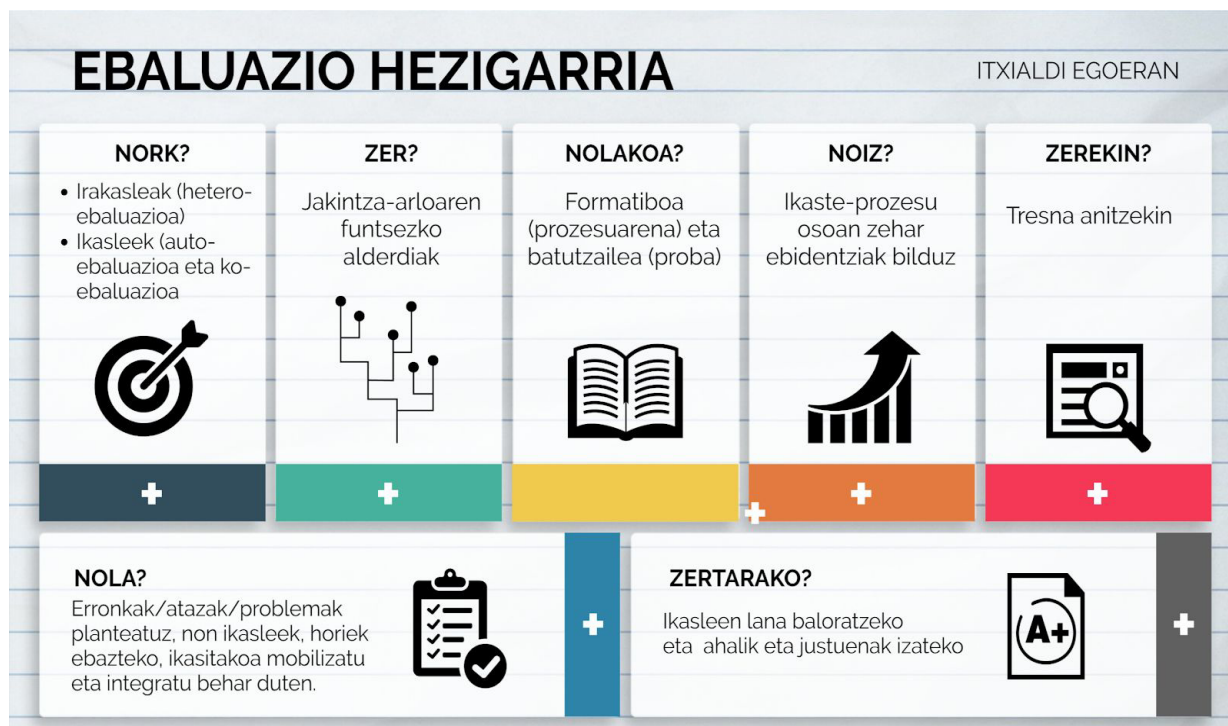 EBALUAZIO HEZIGARRIA
ITXIALDI EGOERAN
NORK?
• Irakasleak (hetero-
ebaluazioa)
• Ikasleek (auto-
ebaluazioa eta ko-
ebaluazioa
ZER?
Jakintza-arloaren
funtsezko
alderdiak
NOLAKOA?
Formatiboa
(prozesuarena) eta
batutzailea (proba)
NOIZ?
Ikaste-prozesu
osoan zehar
ebidentziak bilduz
ZEREKIN?
Tresna anitzekin
NOLA?
Erronkak/atazak/problemak
planteatuz, non ikasleek, horiek
ebazteko, ikasitakoa mobilizatu
eta integratu behar duten.
ZERTARAKO?
Ikasleen lana baloratzeko
eta ahalik eta justuenak izateko
A+